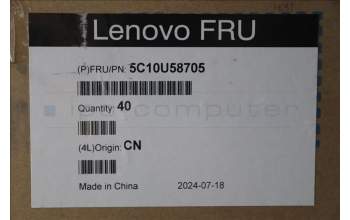 Lenovo FRU
(P)FRU/PN: 5C10U58705
Quantity: 40
(4L)Origin: CN
Made in China 2024-07-18